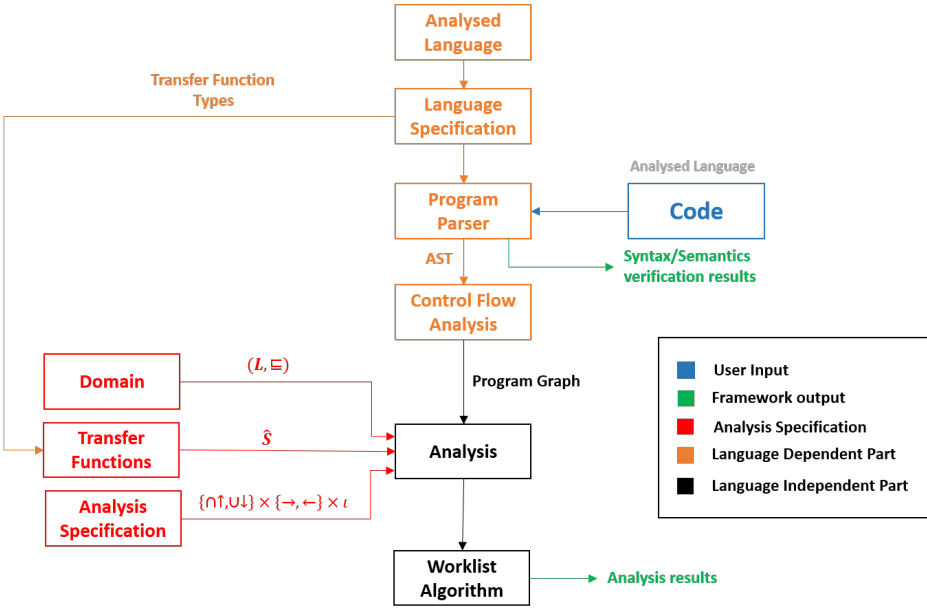 Analysed
Language
Transfer Function
Types
Language
Specification
Analysed Language
Program
Parser
Code
AST
Syntax/Semantics
verification results
Control Flow
Analysis
Domain
(L, ⊑)
Program Graph
User Input
Framework output
Analysis Specification
Language Dependent Part
Language Independent Part
Transfer
Functions
Ŝ
Analysis
Analysis
Specification
{∩↑,∪↓} × {→, ←} × ι
Worklist
Algorithm
Analysis results